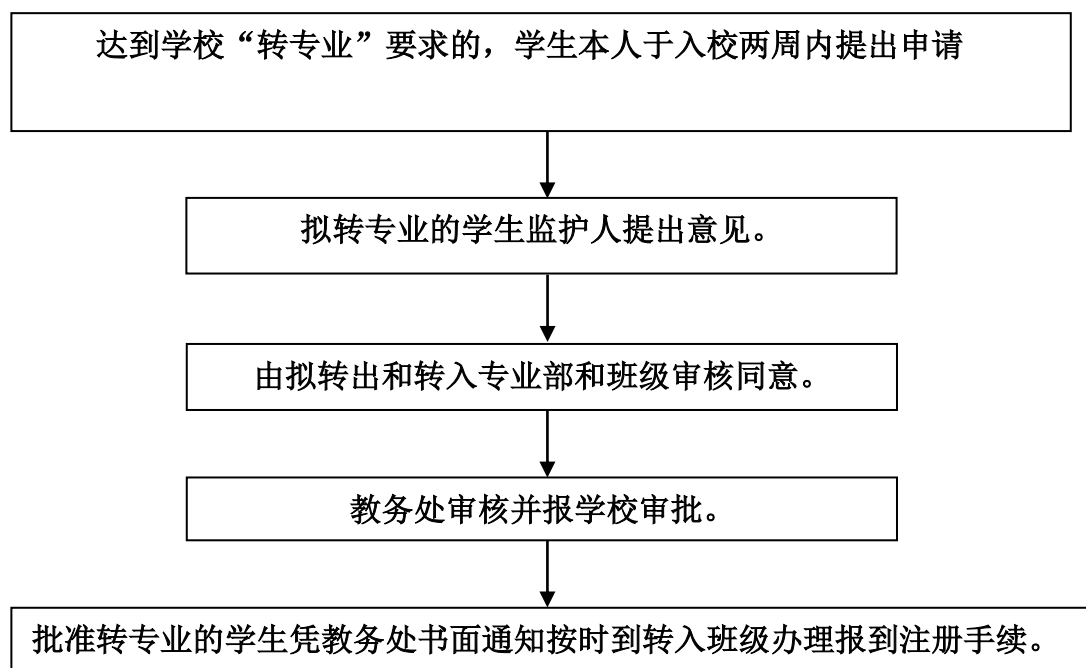 达到学校“转专业”要求的，学生本人于入校两周内提出申请
拟转专业的学生监护人提出意见。
由拟转出和转入专业部和班级审核同意。
教务处审核并报学校审批。
批准转专业的学生凭教务处书面通知按时到转入班级办理报到注册手续。